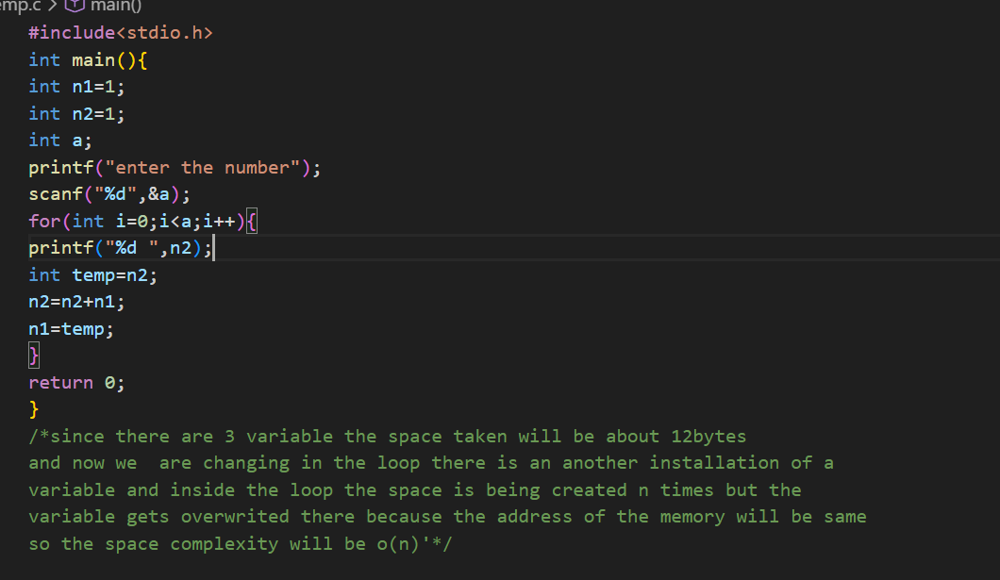 emp.c > main()
#include<stdio.h>
int main(){
int n1=1;
int n2=1;
int a;
printf("enter the number");
scanf("%d",&a);
for(int i=0;i<a;i++){
printf("%d ",n2);
int temp=n2;
n2=n2+n1;
n1=temp;
}
return 0;
}
/*since there are 3 variable the space taken will be about 12bytes
and now we  are changing in the loop there is an another installation of a
variable and inside the loop the space is being created n times but the
variable gets overwrited there because the address of the memory will be same
so the space complexity will be o(n)'*/